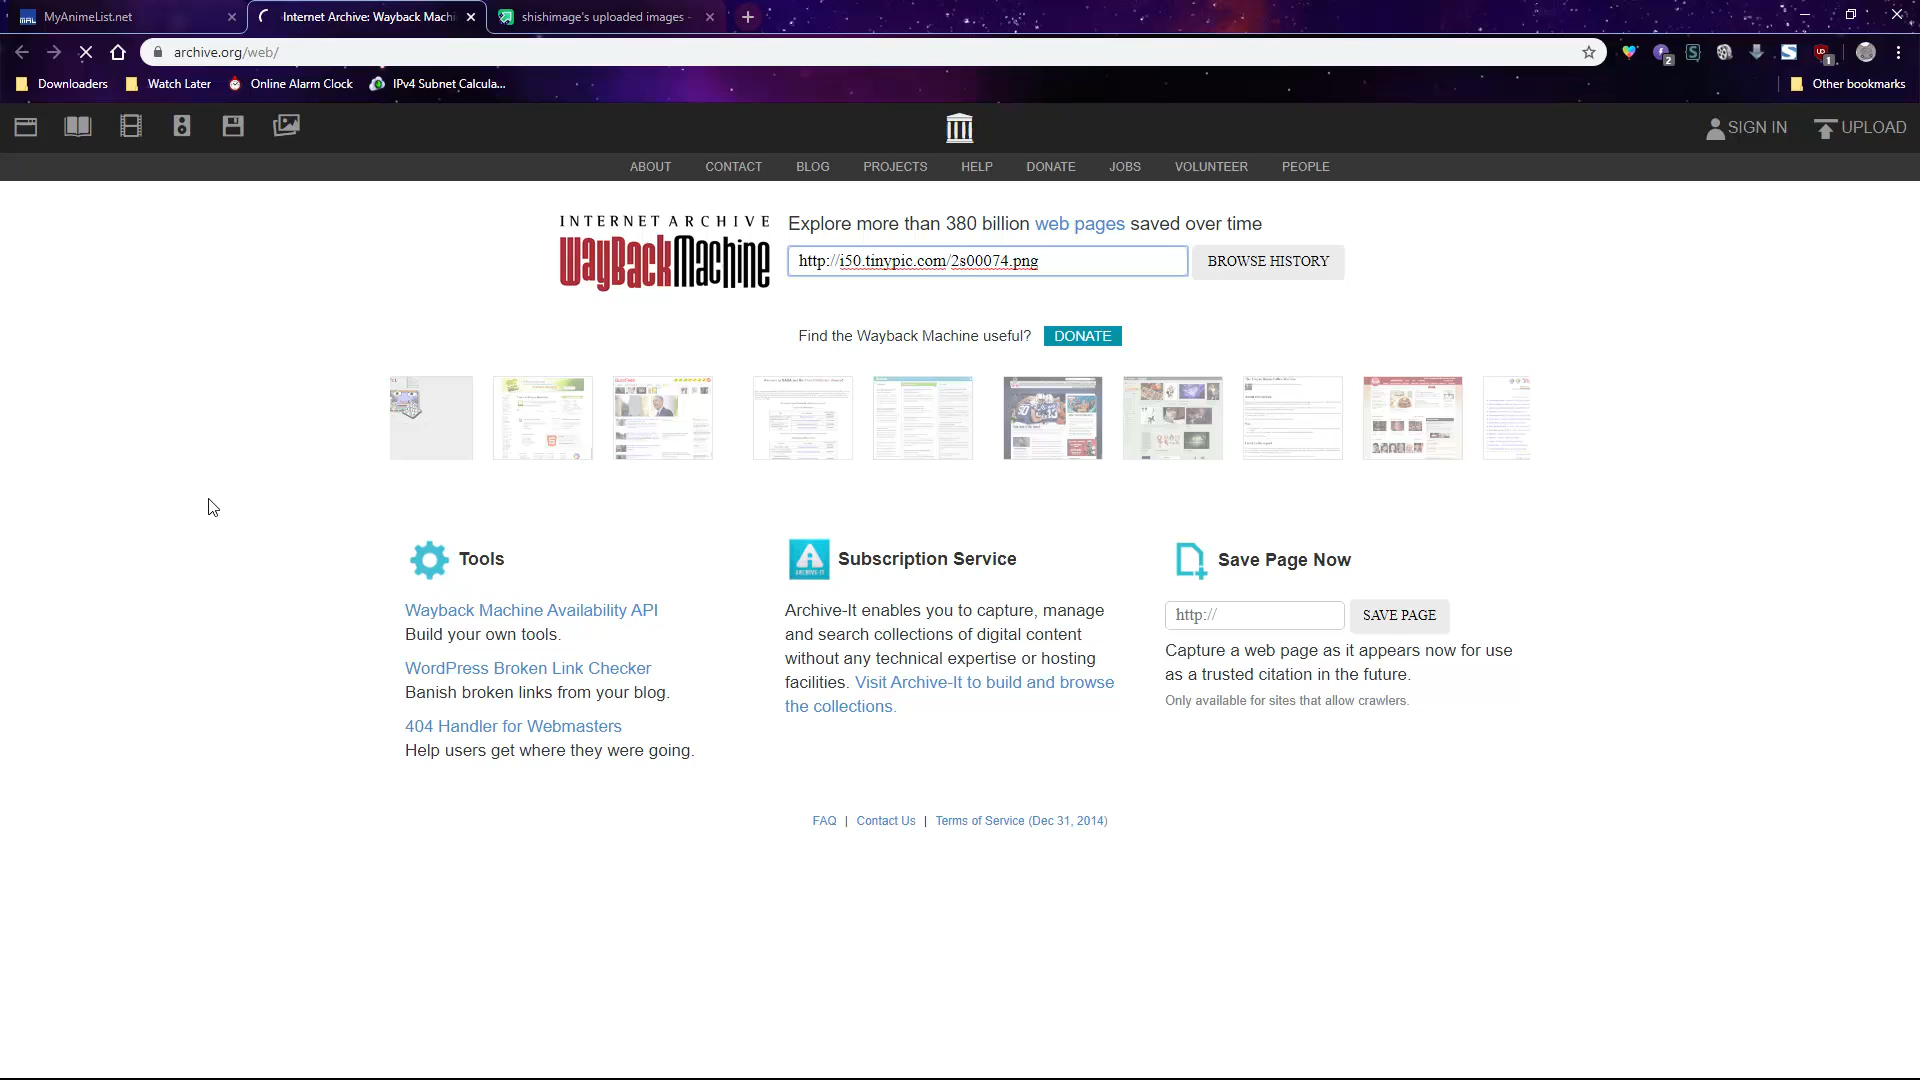 MyAnimeList.net
Internet Archive: Wayback Machi
shishimage's uploaded images -
archive.org/web/
Downloaders
Watch Later
Online Alarm Clock
IPv4 Subnet Calcula...
Other bookmarks
SIGN IN
UPLOAD
ABOUT
CONTACT
BLOG
PROJECTS
HELP
DONATE
JOBS
VOLUNTEER
PEOPLE
INTERNET ARCHIVE
WayBackMachine
Explore more than 380 billion web pages saved over time
http://i50.tinypic.com/2s00074.png
BROWSE HISTORY
Find the Wayback Machine useful?
DONATE
Tools
Wayback Machine Availability API
Build your own tools.
WordPress Broken Link Checker
Banish broken links from your blog.
404 Handler for Webmasters
Help users get where they were going.
Subscription Service
Archive-It enables you to capture, manage
and search collections of digital content
without any technical expertise or hosting
facilities. Visit Archive-It to build and browse
the collections.
Save Page Now
http://
SAVE PAGE
Capture a web page as it appears now for use
as a trusted citation in the future.
Only available for sites that allow crawlers.
FAQ | Contact Us | Terms of Service (Dec 31, 2014)